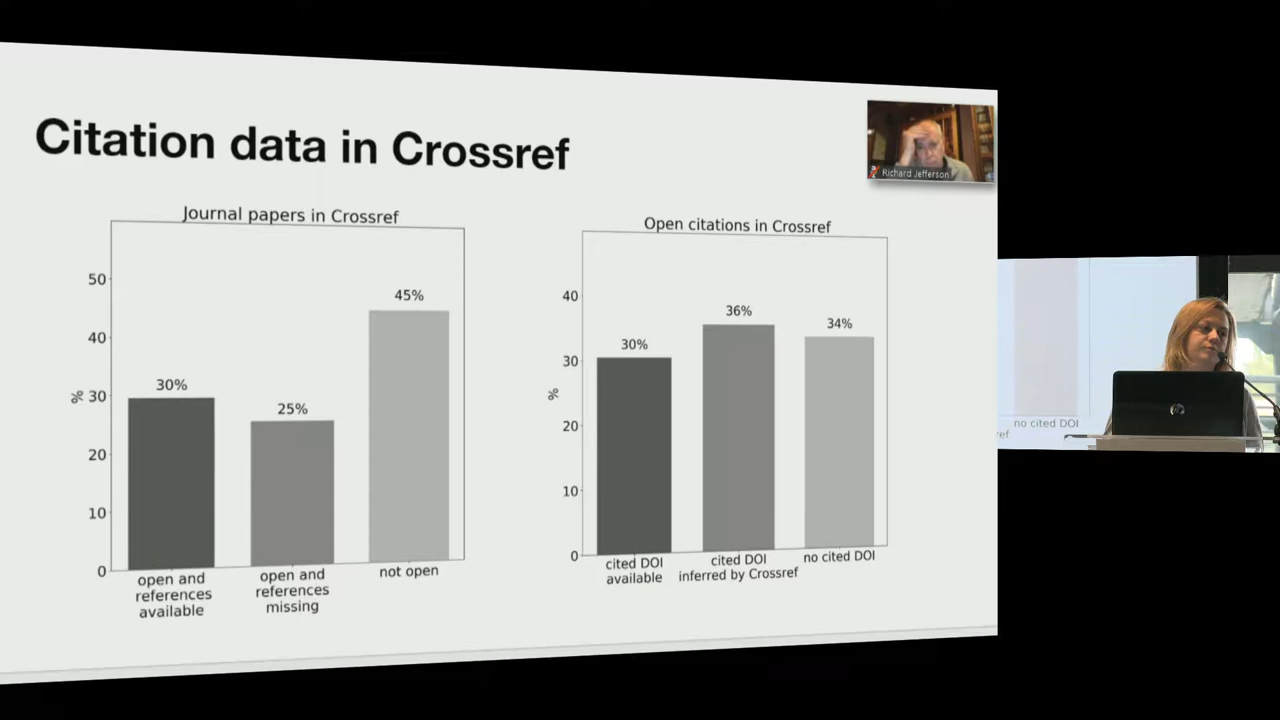 Citation data in Crossref
Richard Jefferson
Journal papers in Crossref
%
50
40
30
20
10
0
30%
25%
45%
open and
references
available
open and
references
missing
not open
Open citations in Crossref
%
40
30
20
10
0
30%
36%
34%
cited DOI
available
cited DOI
inferred by Crossref
no cited DOI
no cited DOI
ref
hp